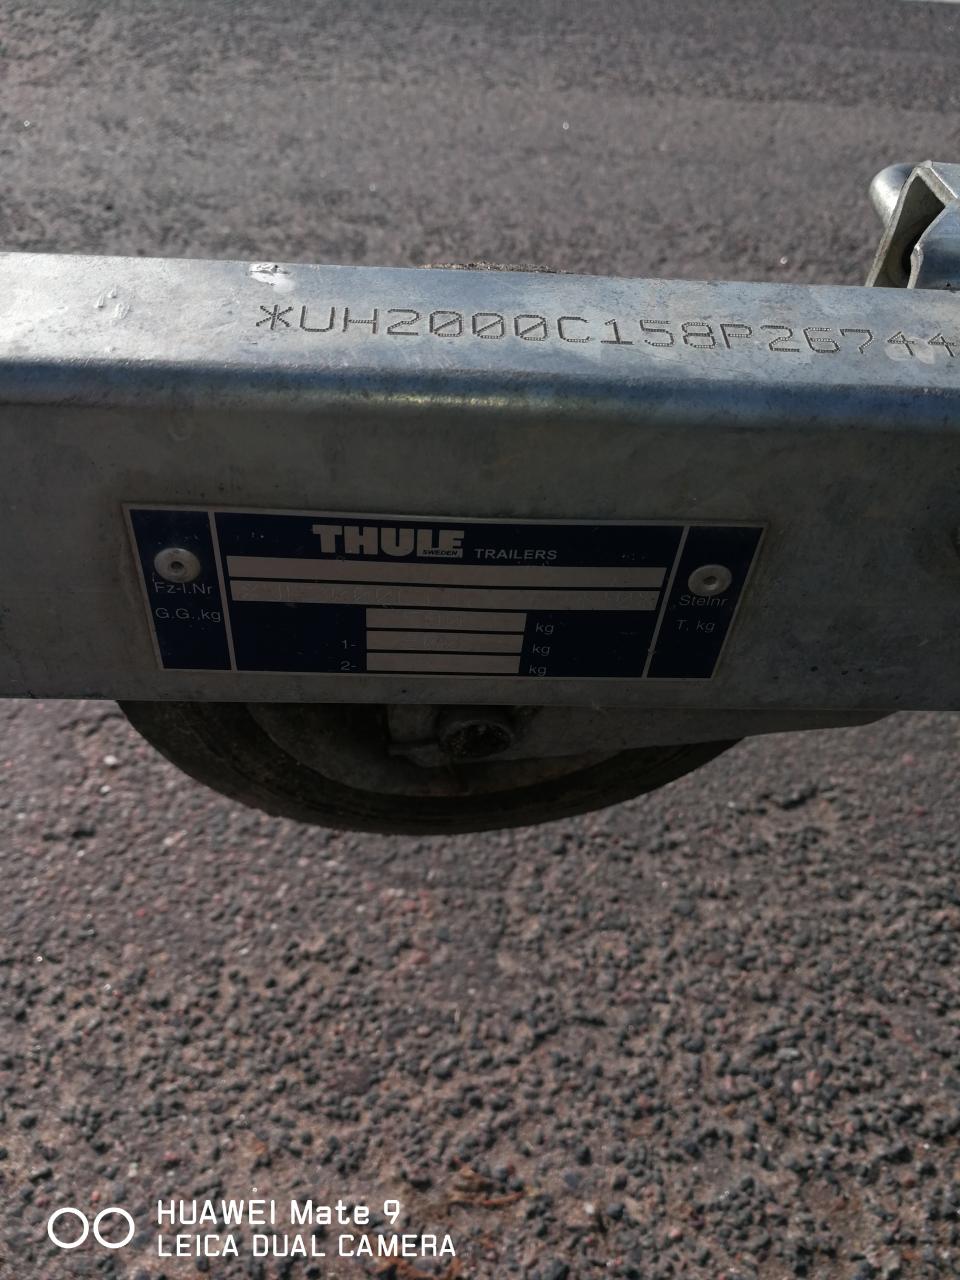 *UH2000C158P26744
THULE
SWEDEN
TRAILERS
Fz-I.Nr
Stelnr
G.G.,kg
T, kg
kg
1-
kg
2-
kg
HUAWEI Mate 9
LEICA DUAL CAMERA